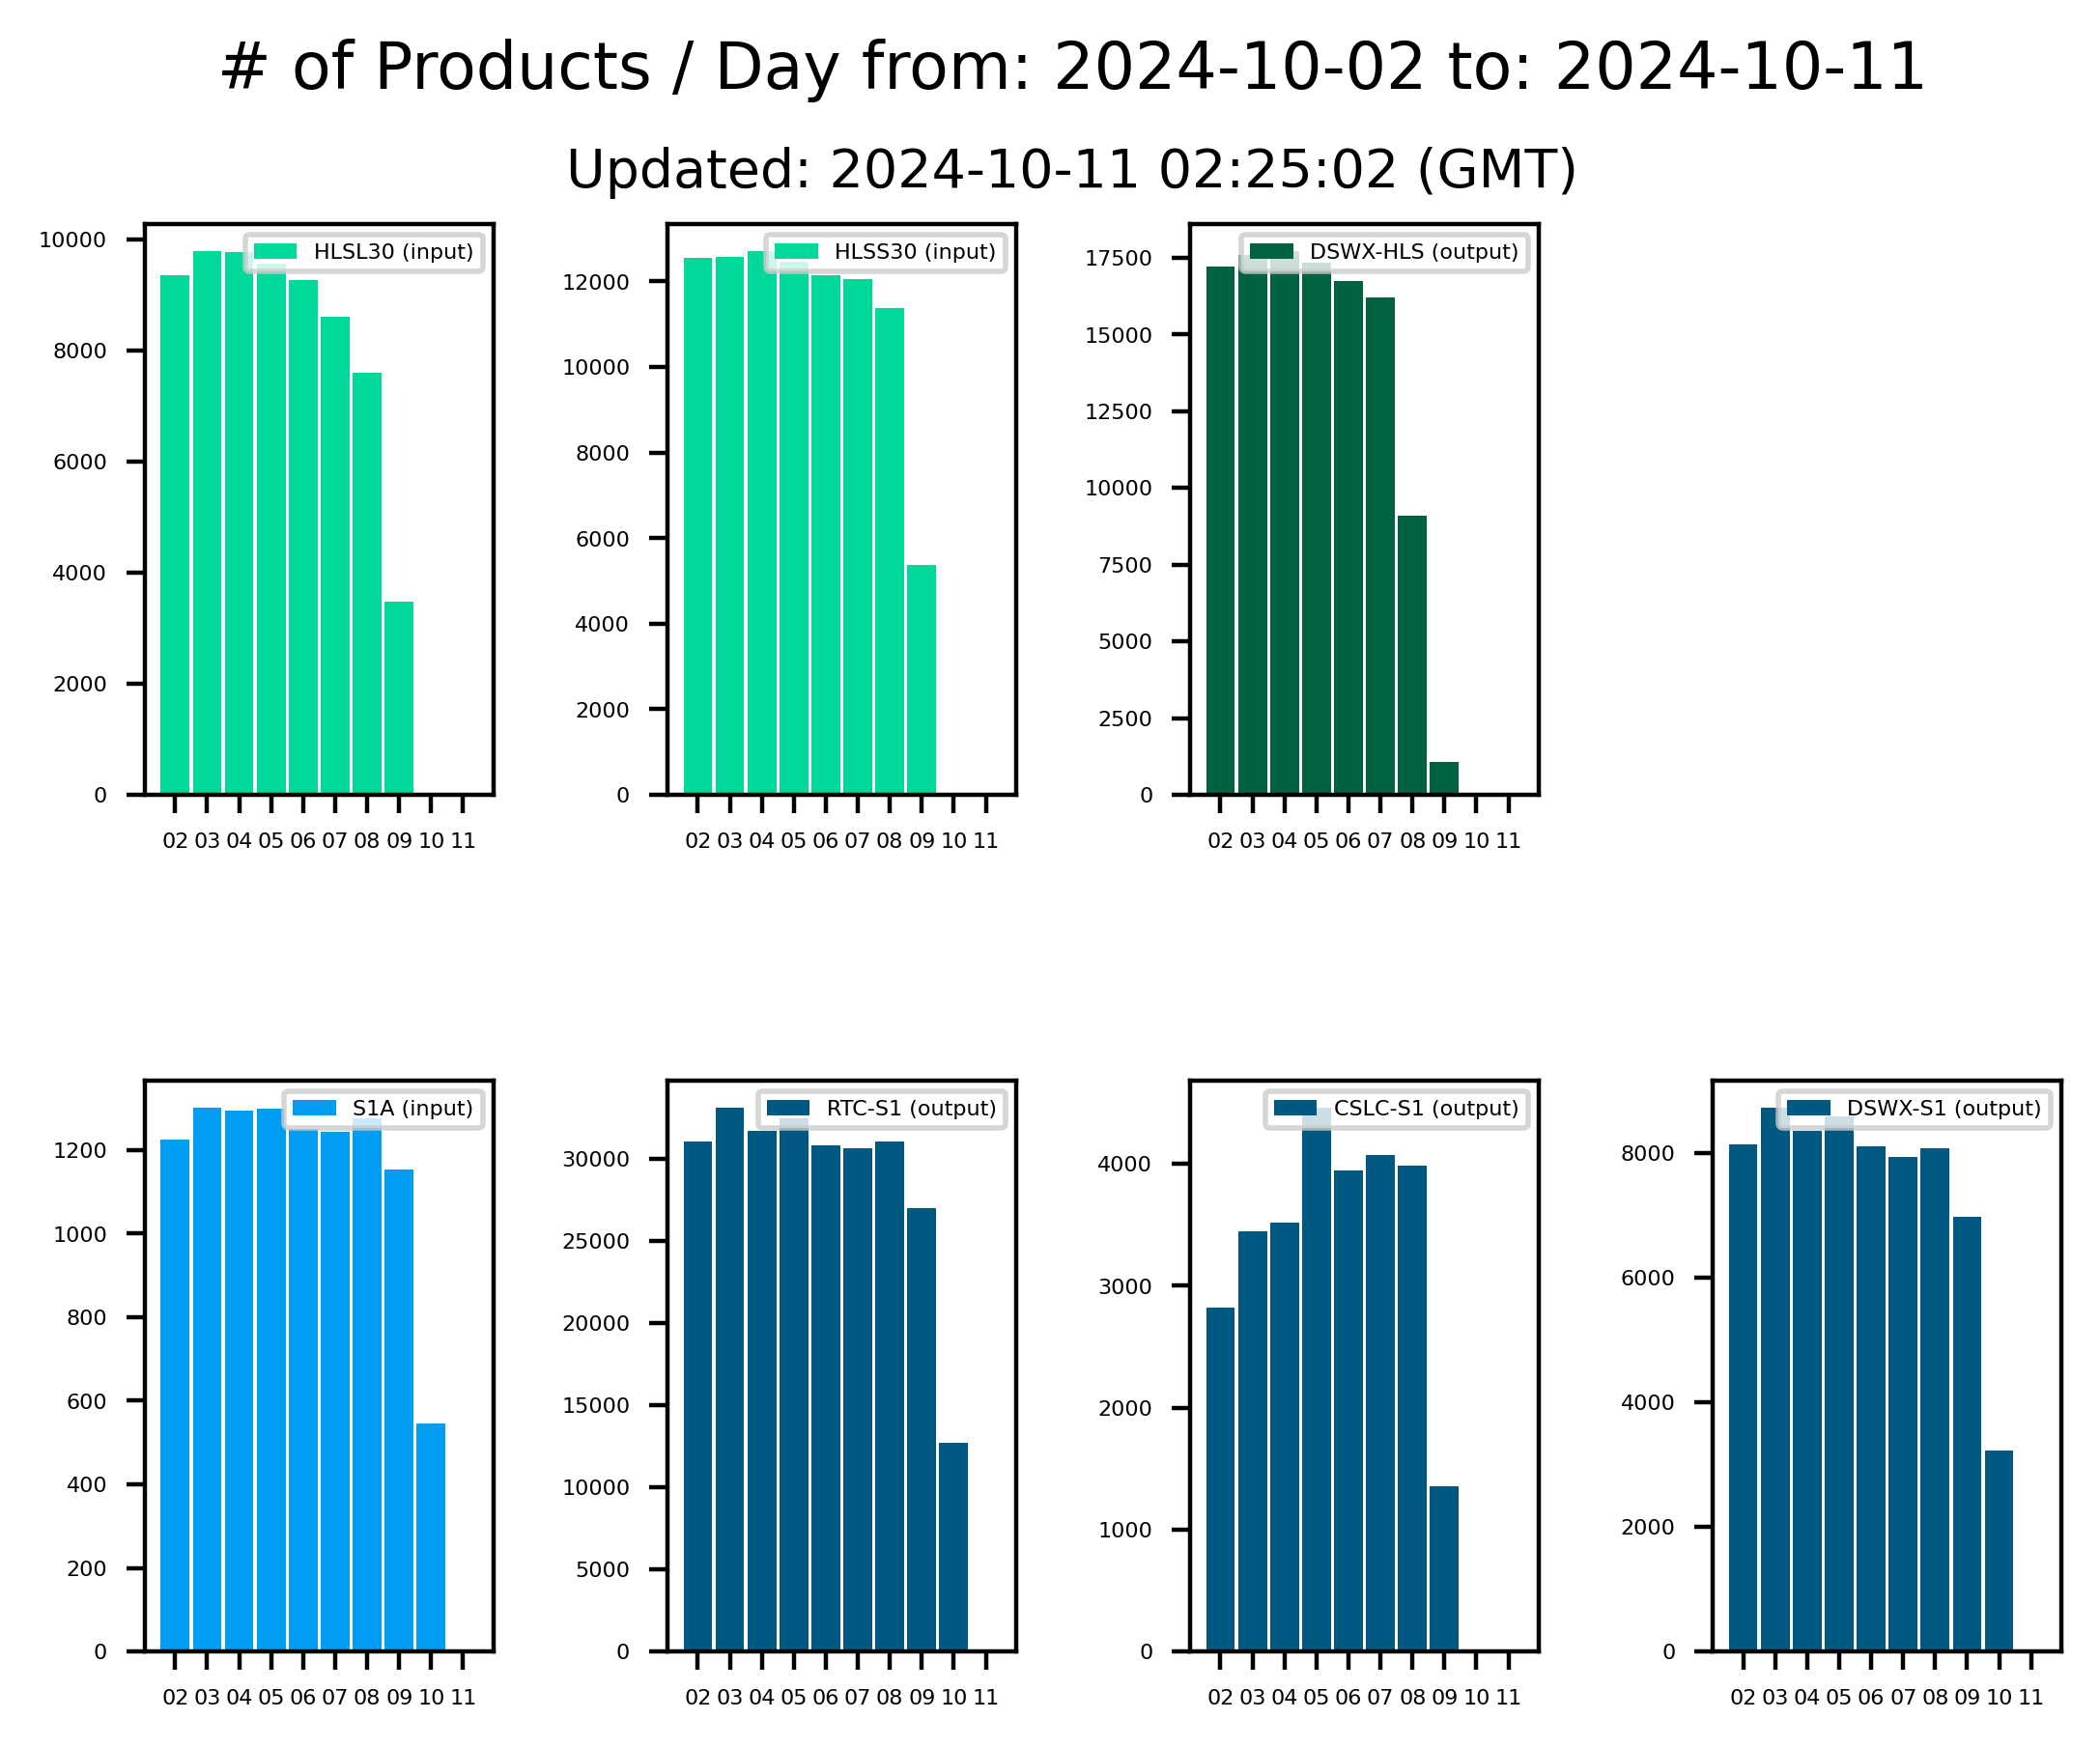 # of Products / Day from: 2024-10-02 to: 2024-10-11
Updated: 2024-10-11 02:25:02 (GMT)
HLSL30 (input)
10000
8000
6000
4000
2000
0
02 03 04 05 06 07 08 09 10 11
HLSS30 (input)
12000
10000
8000
6000
4000
2000
0
02 03 04 05 06 07 08 09 10 11
DSWX-HLS (output)
17500
15000
12500
10000
7500
5000
2500
0
02 03 04 05 06 07 08 09 10 11
S1A (input)
1200
1000
800
600
400
200
0
02 03 04 05 06 07 08 09 10 11
RTC-S1 (output)
30000
25000
20000
15000
10000
5000
0
02 03 04 05 06 07 08 09 10 11
CSLC-S1 (output)
4000
3000
2000
1000
0
02 03 04 05 06 07 08 09 10 11
DSWX-S1 (output)
8000
6000
4000
2000
0
02 03 04 05 06 07 08 09 10 11